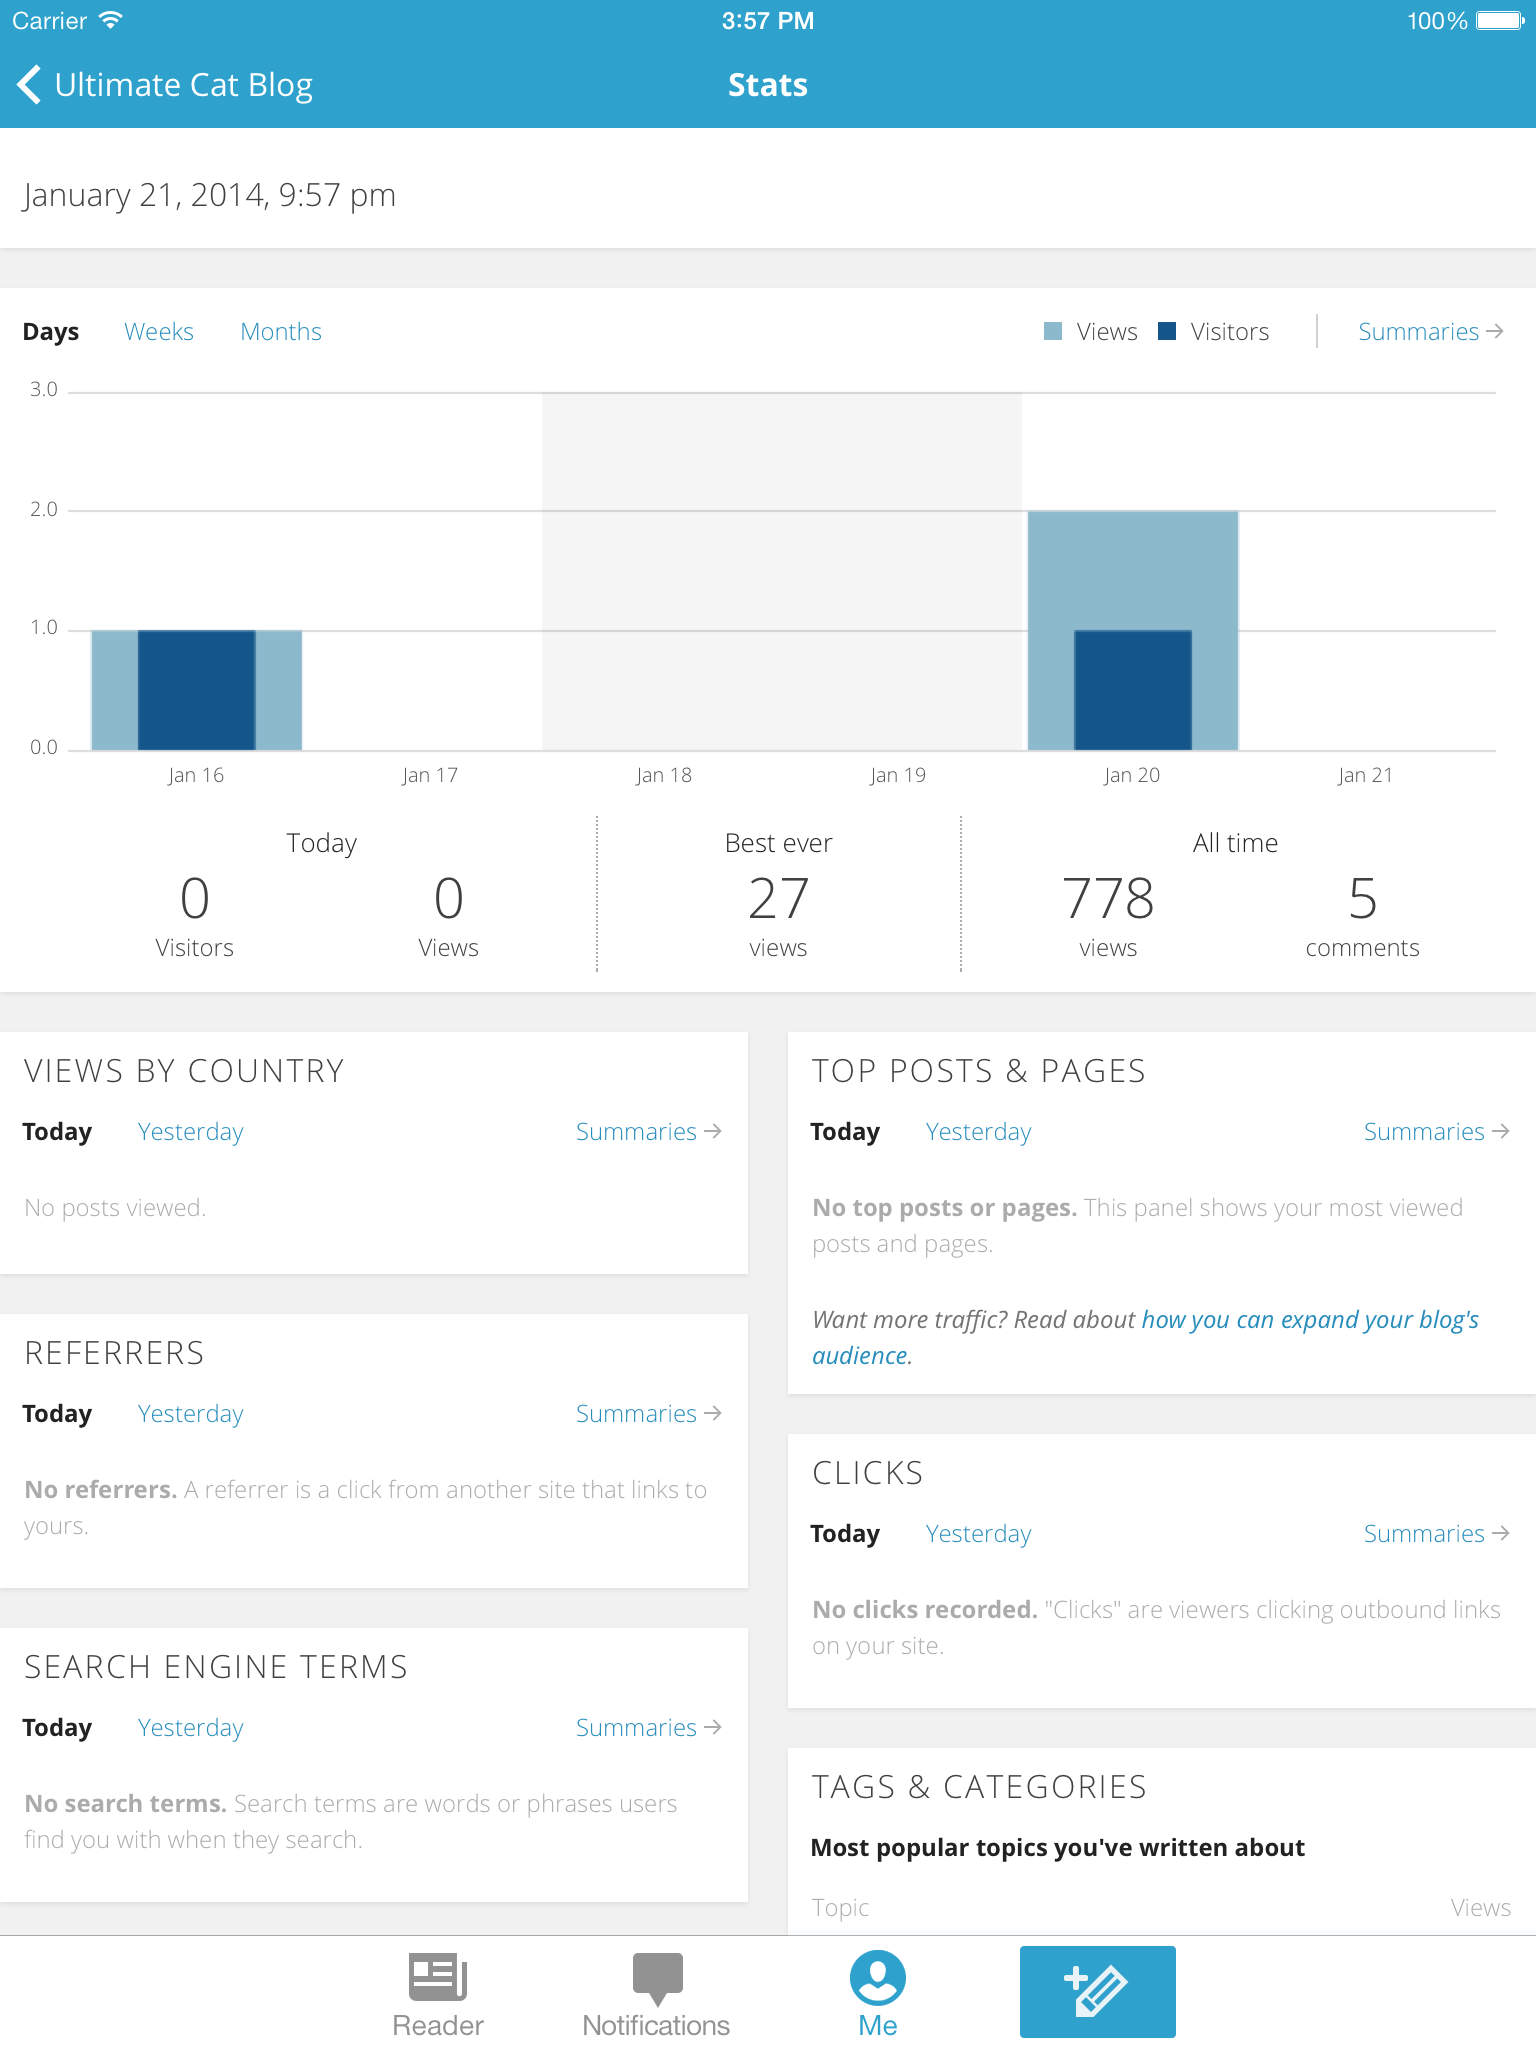 Carrier 3:57 PM 100%
Ultimate Cat Blog Stats
January 21, 2014, 9:57 pm
Days Weeks Months Views Visitors Summaries →
3.0
2.0
1.0
0.0
Jan 16 Jan 17 Jan 18 Jan 19 Jan 20 Jan 21
Today Best ever All time
0 0 27 778 5
Visitors Views views views comments
VIEWS BY COUNTRY
Today Yesterday Summaries →
No posts viewed.
REFERRERS
Today Yesterday Summaries →
No referrers. A referrer is a click from another site that links to
yours.
SEARCH ENGINE TERMS
Today Yesterday Summaries →
No search terms. Search terms are words or phrases users
find you with when they search.
TOP POSTS & PAGES
Today Yesterday Summaries →
No top posts or pages. This panel shows your most viewed
posts and pages.
Want more traffic? Read about how you can expand your blog's
audience.
CLICKS
Today Yesterday Summaries →
No clicks recorded. "Clicks" are viewers clicking outbound links
on your site.
TAGS & CATEGORIES
Most popular topics you've written about
Topic Views
Reader Notifications Me